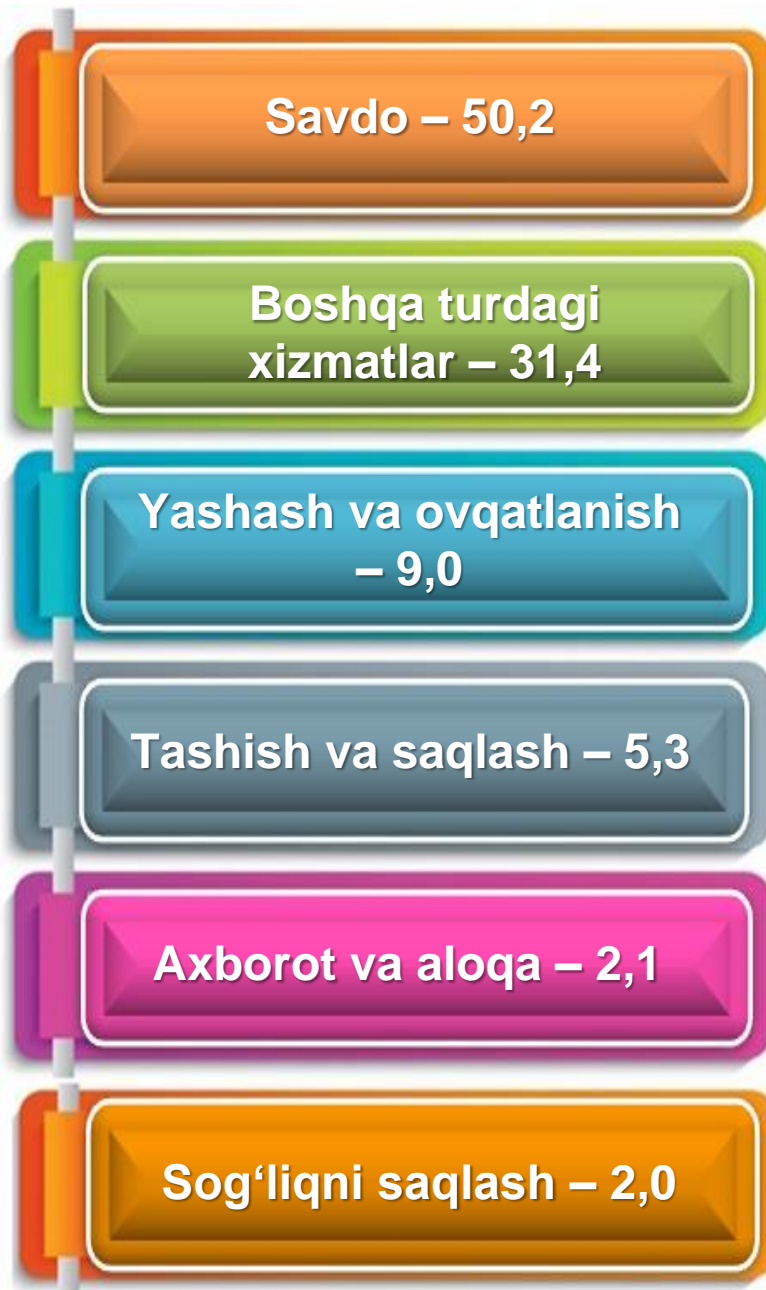 Savdo – 50,2
Boshqa turdagi
xizmatlar – 31,4
Yashash va ovqatlanish
– 9,0
Tashish va saqlash – 5,3
Axborot va aloqa – 2,1
Sog‘liqni saqlash – 2,0